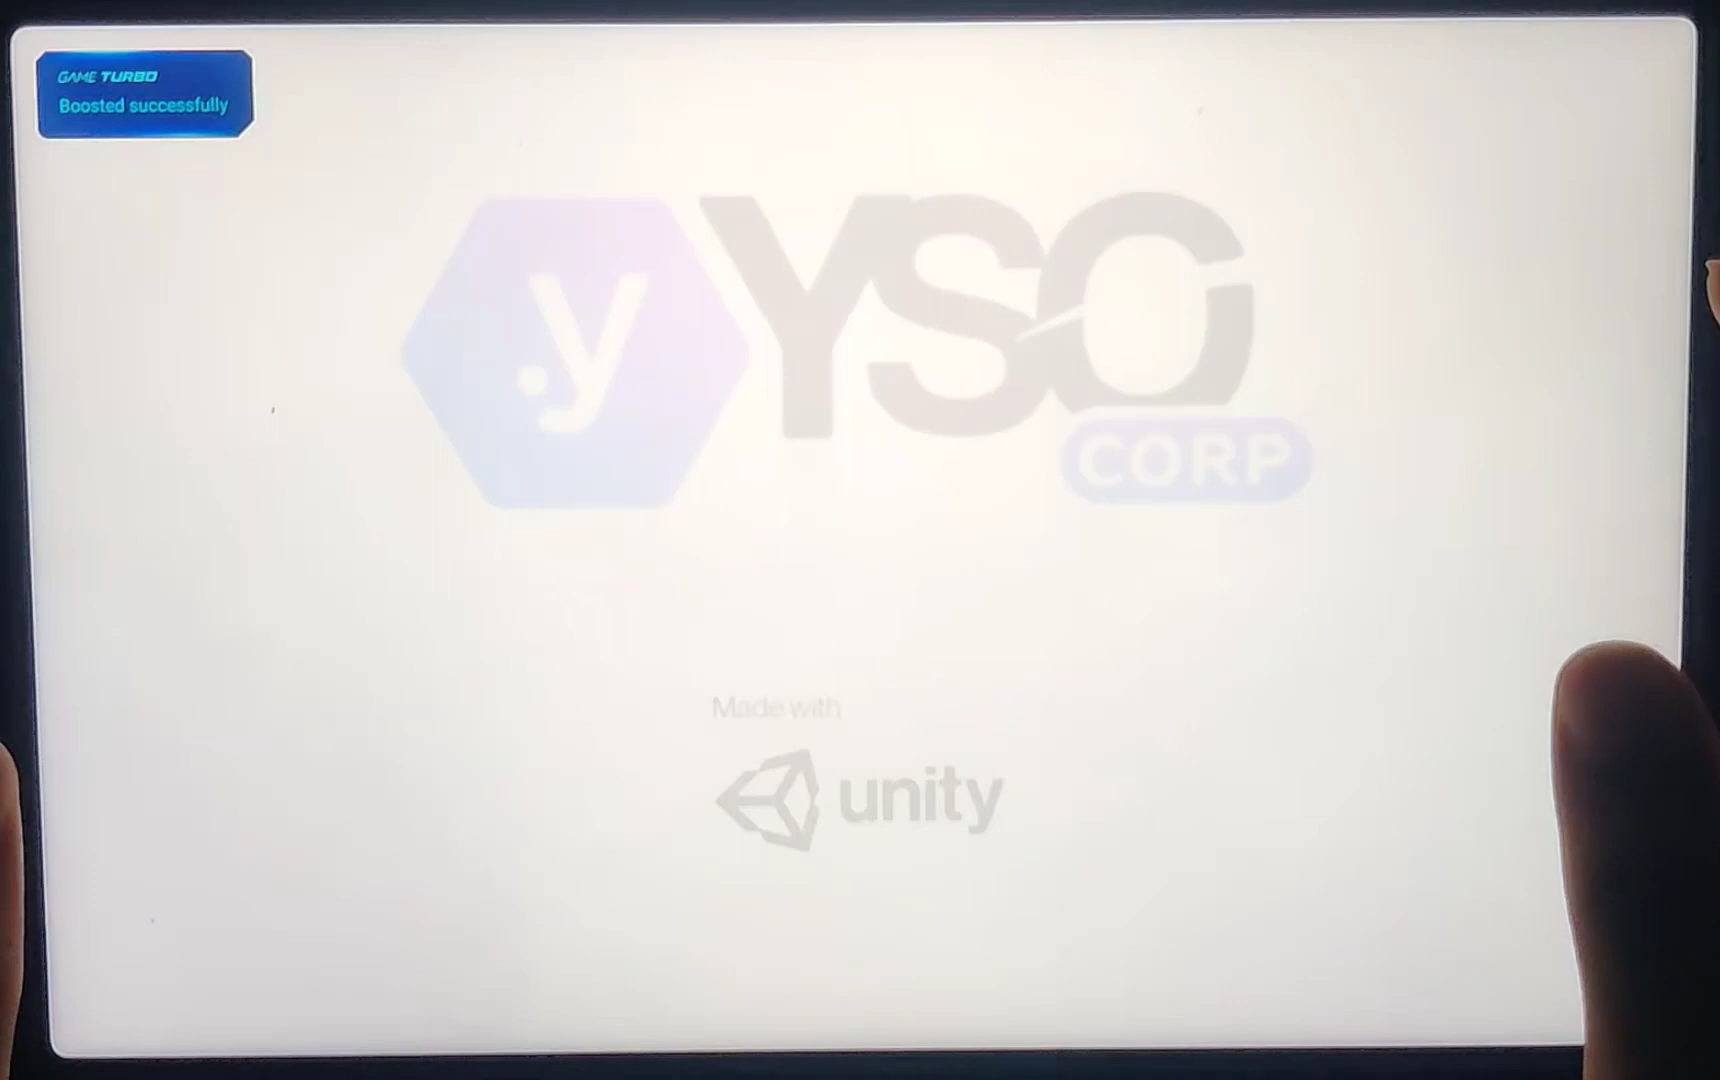 GAME TURBO
Boosted successfully
.y YSO
CORP
Made with
unity